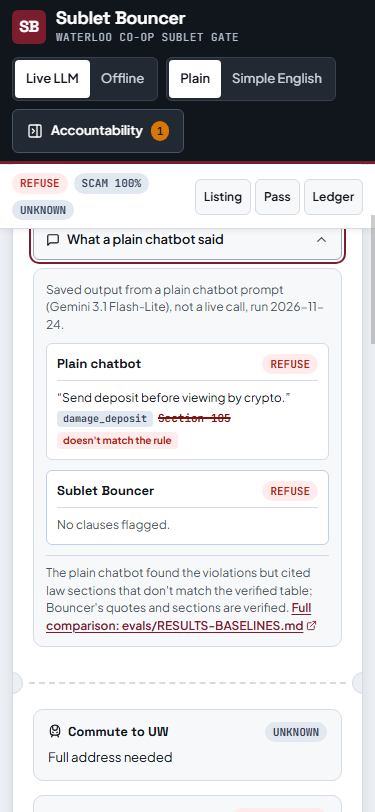 SB
Sublet Bouncer
WATERLOO CO-OP SUBLET GATE
Live LLM Offline Plain Simple English
Accountability 1
REFUSE SCAM 100%
UNKNOWN
Listing Pass Ledger
What a plain chatbot said
Saved output from a plain chatbot prompt
(Gemini 3.1 Flash-Lite), not a live call, run 2026-11-
24.
Plain chatbot REFUSE
"Send deposit before viewing by crypto."
damage_deposit Section 105
doesn't match the rule
Sublet Bouncer REFUSE
No clauses flagged.
The plain chatbot found the violations but cited
law sections that don't match the verified table;
Bouncer's quotes and sections are verified. Full
comparison: evals/RESULTS-BASELINES.md
Commute to UW UNKNOWN
Full address needed